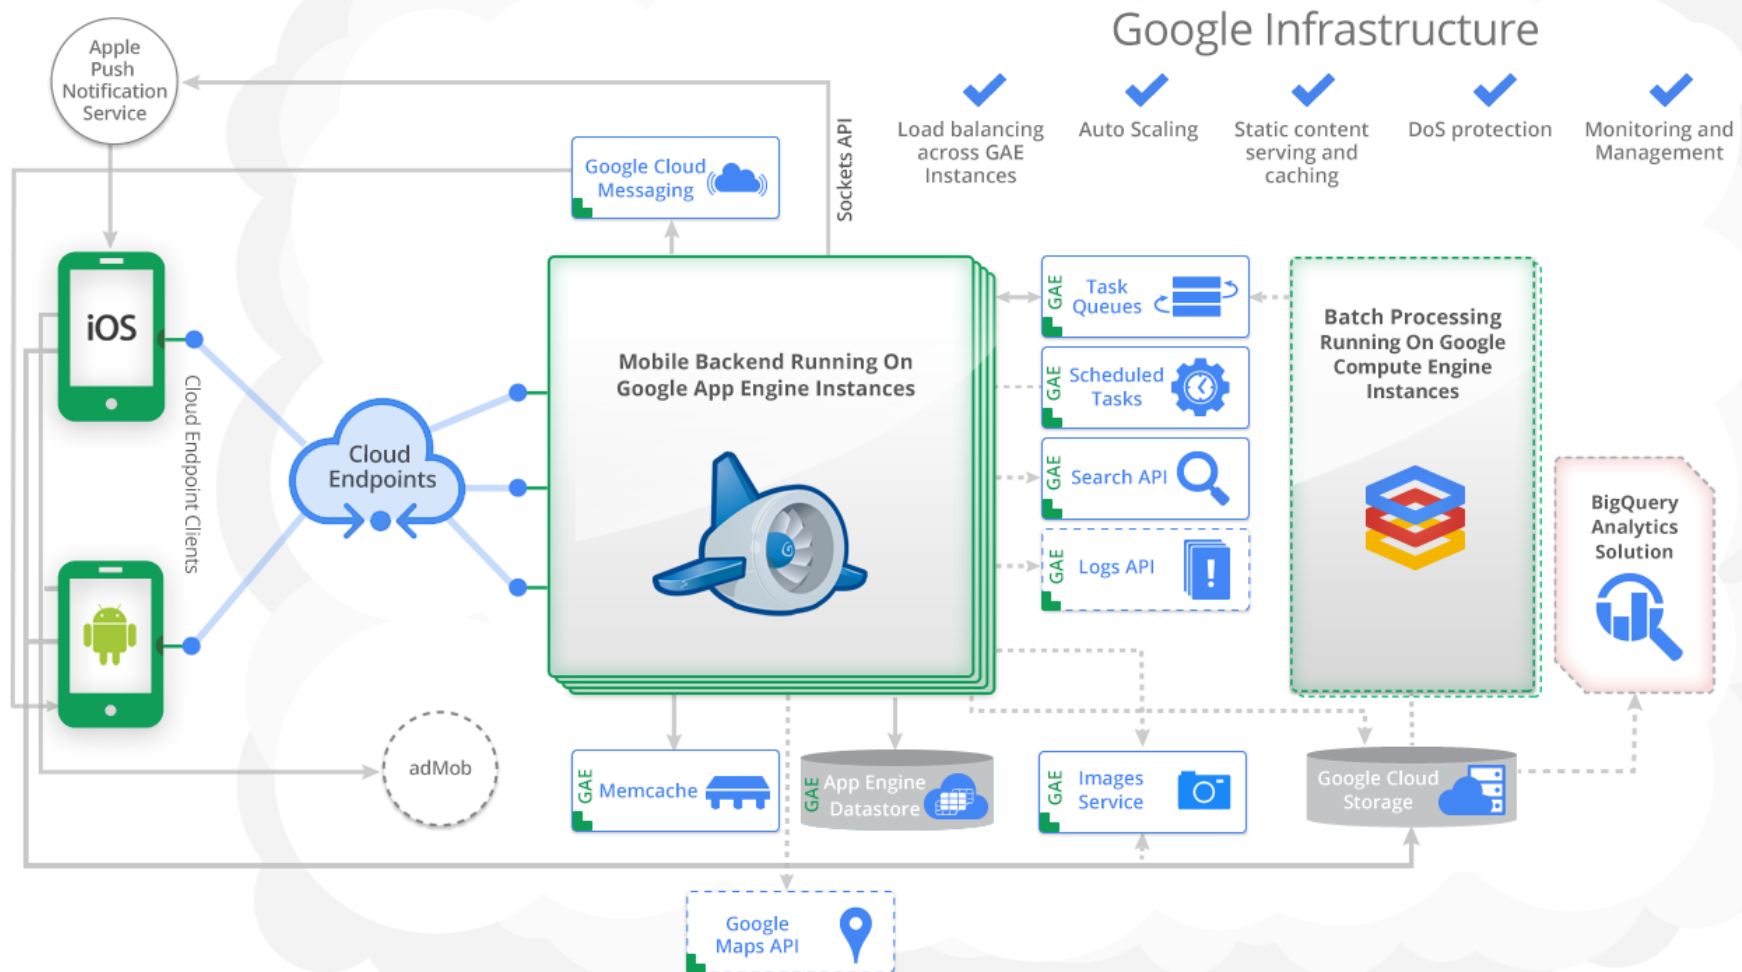 Google Infrastructure
Apple
Push
Notification
Service
Load balancing
across GAE
Instances
Auto Scaling
Static content
serving and
caching
DoS protection
Monitoring and
Management
Google Cloud
Messaging
Sockets API
iOS
Cloud Endpoint Clients
Cloud
Endpoints
Mobile Backend Running On
Google App Engine Instances
GAE
Task
Queues
GAE
Scheduled
Tasks
GAE
Search API
GAE
Logs API
Batch Processing
Running On Google
Compute Engine
Instances
BigQuery
Analytics
Solution
adMob
GAE
Memcache
GAE
App Engine
Datastore
GAE
Images
Service
Google Cloud
Storage
Google
Maps API